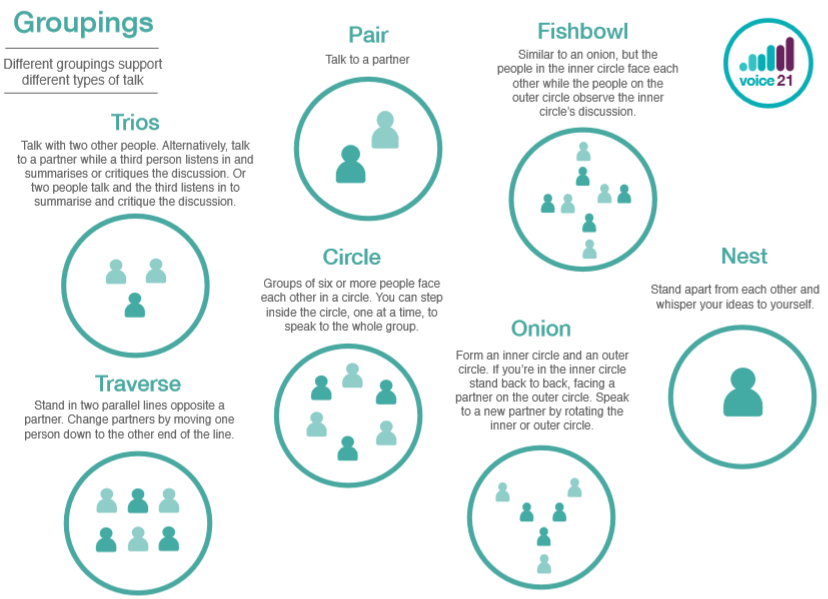 Groupings
Different groupings support
different types of talk
Trios
Talk with two other people. Alternatively, talk
to a partner while a third person listens in and
summarises or critiques the discussion. Or
two people talk and the third listens in to
summarise and critique the discussion.
Traverse
Stand in two parallel lines opposite a
partner. Change partners by moving one
person down to the other end of the line.
Pair
Talk to a partner
Circle
Groups of six or more people face
each other in a circle. You can step
inside the circle, one at a time, to
speak to the whole group.
Fishbowl
Similar to an onion, but the
people in the inner circle face each
other while the people on the
outer circle observe the inner
circle's discussion.
Onion
Form an inner circle and an outer
circle. If you're in the inner circle
stand back to back, facing a
partner on the outer circle. Speak
to a new partner by rotating the
inner or outer circle.
voice 21
Nest
Stand apart from each other and
whisper your ideas to yourself.